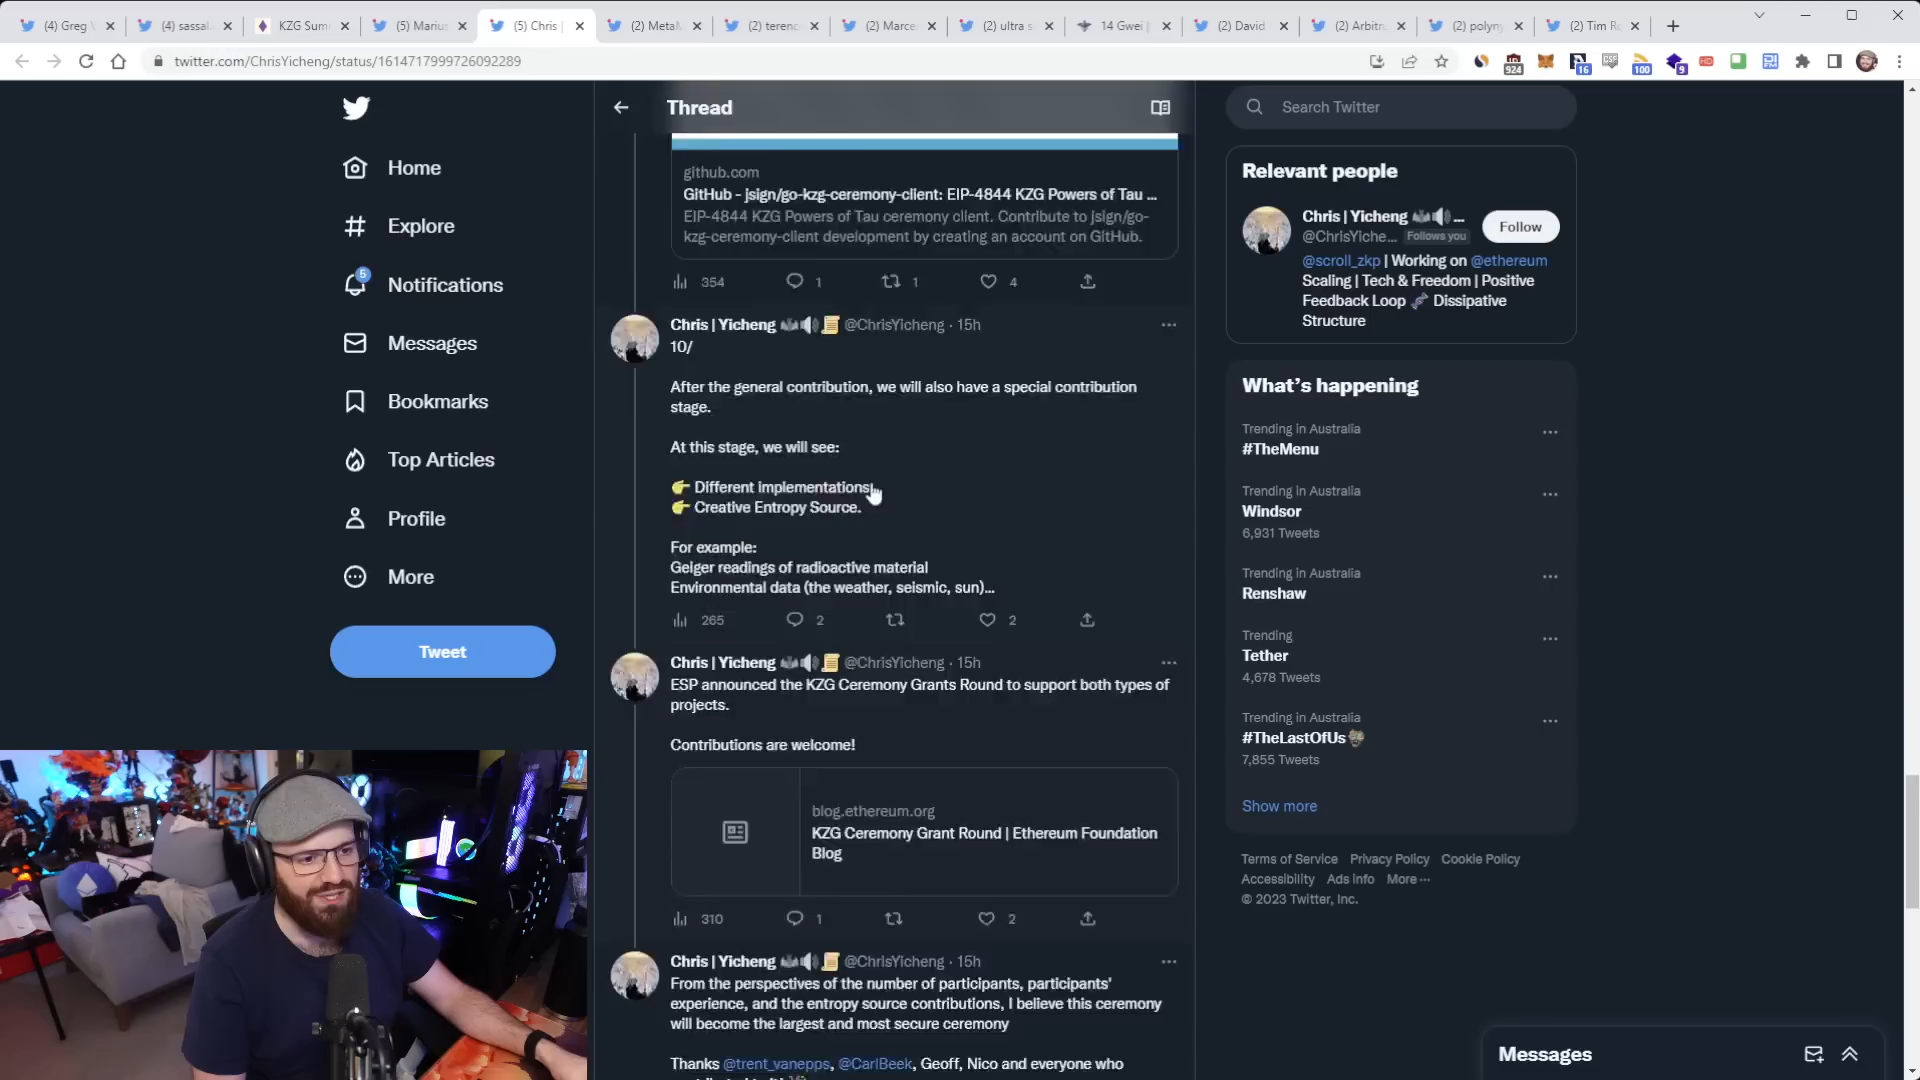 (4) Greg V
(4) sassal.
KZG Sum
(5) Marius
(5) Chris |
(2) MetaM
(2) terenc
(2) Marce
(2) ultra s
14 Gwei |
(2) David
(2) Arbitru
(2) polyny
(2) Tim Ro
twitter.com/ChrisYicheng/status/1614717999726092289
924
16
100
9
Thread
Search Twitter
Home
Explore
5
Notifications
Messages
Bookmarks
Top Articles
Profile
More
Tweet
github.com
GitHub - jsign/go-kzg-ceremony-client: EIP-4844 KZG Powers of Tau ...
EIP-4844 KZG Powers of Tau ceremony client. Contribute to jsign/go-
kzg-ceremony-client development by creating an account on GitHub.
354 1 1 4
Chris | Yicheng @ChrisYicheng · 15h
10/
After the general contribution, we will also have a special contribution
stage.
At this stage, we will see:
Different implementations
Creative Entropy Source.
For example:
Geiger readings of radioactive material
Environmental data (the weather, seismic, sun)...
265 2 2
Chris | Yicheng @ChrisYicheng · 15h
ESP announced the KZG Ceremony Grants Round to support both types of
projects.
Contributions are welcome!
blog.ethereum.org
KZG Ceremony Grant Round | Ethereum Foundation
Blog
310 1 2
Chris | Yicheng @ChrisYicheng · 15h
From the perspectives of the number of participants, participants'
experience, and the entropy source contributions, I believe this ceremony
will become the largest and most secure ceremony
Thanks @trent_vanepps, @CarlBeek, Geoff, Nico and everyone who
Relevant people
Chris | Yicheng ...
@ChrisYiche... Follows you
Follow
@scroll_zkp | Working on @ethereum
Scaling | Tech & Freedom | Positive
Feedback Loop Dissipative
Structure
What's happening
Trending in Australia
#TheMenu
Trending in Australia
Windsor
6,931 Tweets
Trending in Australia
Renshaw
Trending
Tether
4,678 Tweets
Trending in Australia
#TheLastOfUs
7,855 Tweets
Show more
Terms of Service Privacy Policy Cookie Policy
Accessibility Ads info More ...
© 2023 Twitter, Inc.
Messages